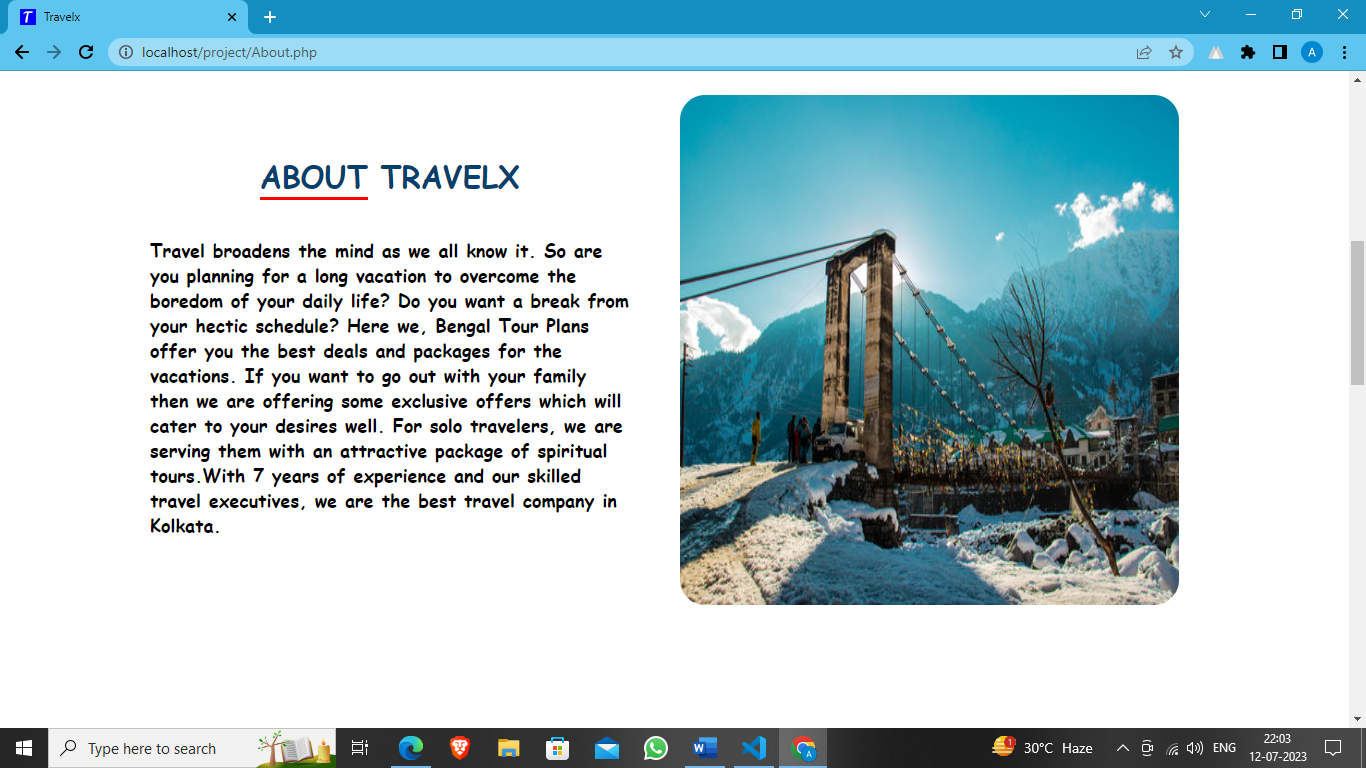 Travelx
localhost/project/About.php
A
ABOUT TRAVELX
Travel broadens the mind as we all know it. So are
you planning for a long vacation to overcome the
boredom of your daily life? Do you want a break from
your hectic schedule? Here we, Bengal Tour Plans
offer you the best deals and packages for the
vacations. If you want to go out with your family
then we are offering some exclusive offers which will
cater to your desires well. For solo travelers, we are
serving them with an attractive package of spiritual
tours.With 7 years of experience and our skilled
travel executives, we are the best travel company in
Kolkata.
Type here to search
1
30°C Haze
ENG
22:03
12-07-2023